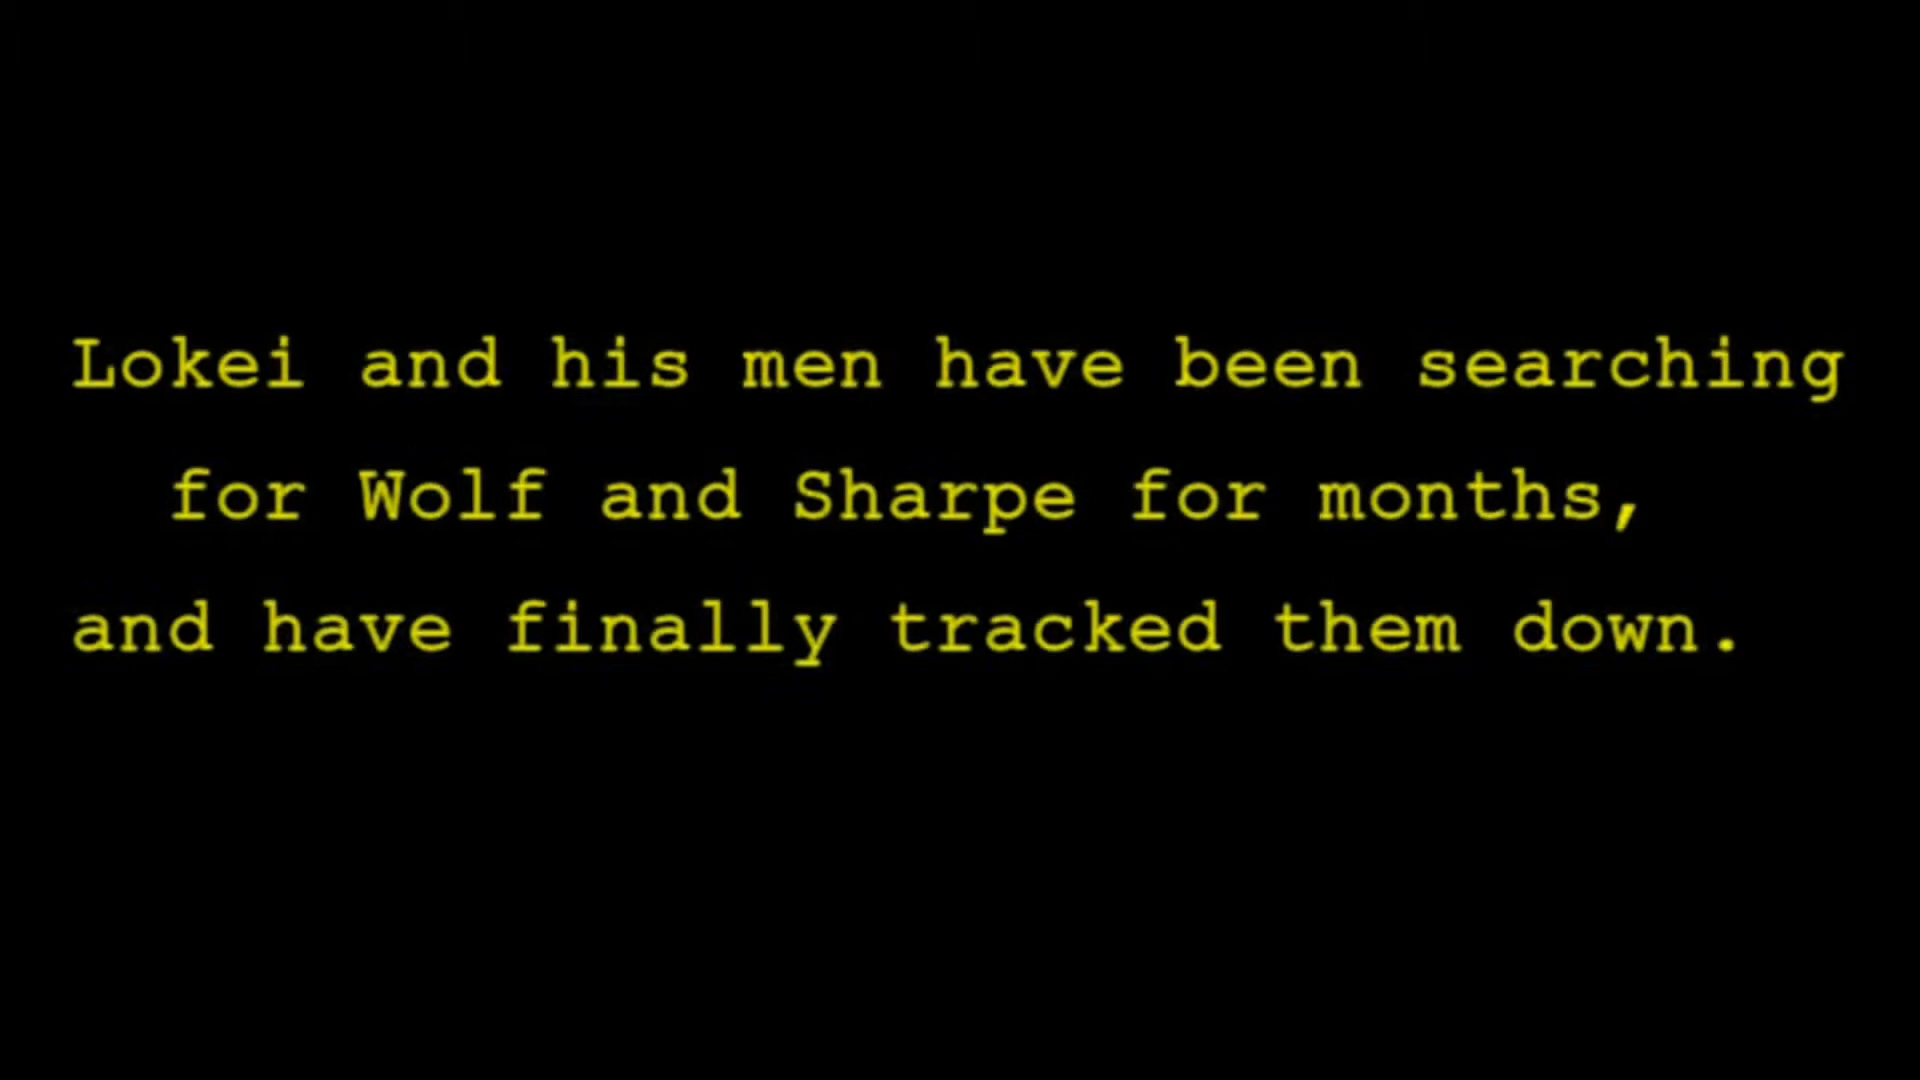 Lokei and his men have been searching
for Wolf and Sharpe for months,
and have finally tracked them down.